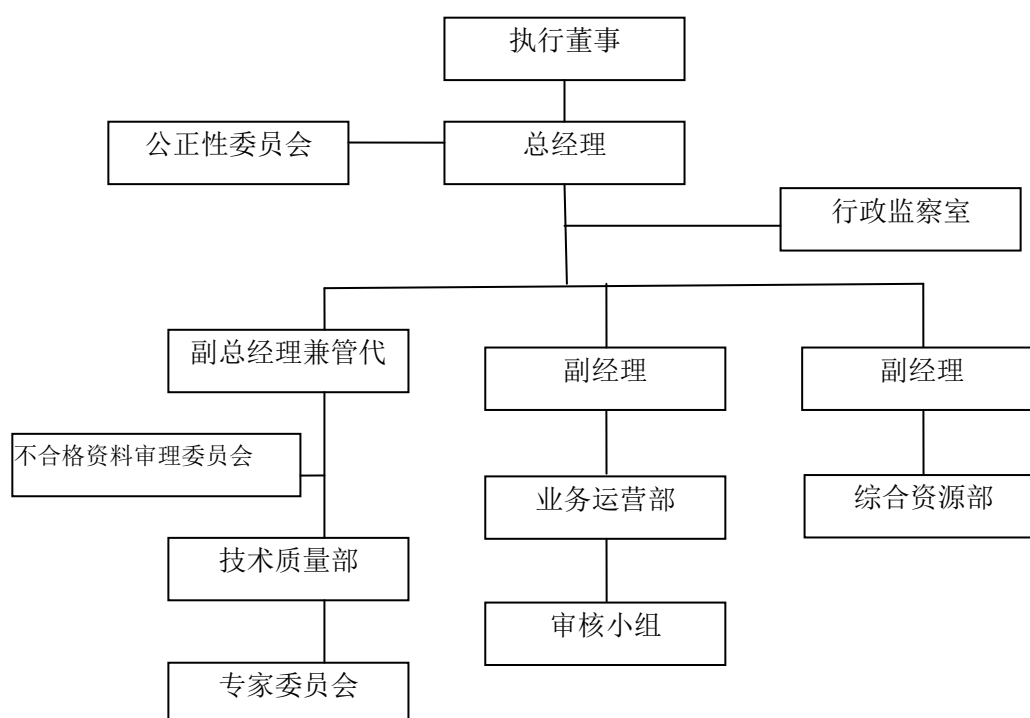 执行董事
公正性委员会
总经理
行政监察室
副总经理兼管代
副经理
副经理
不合格资料审理委员会
业务运营部
综合资源部
技术质量部
审核小组
专家委员会